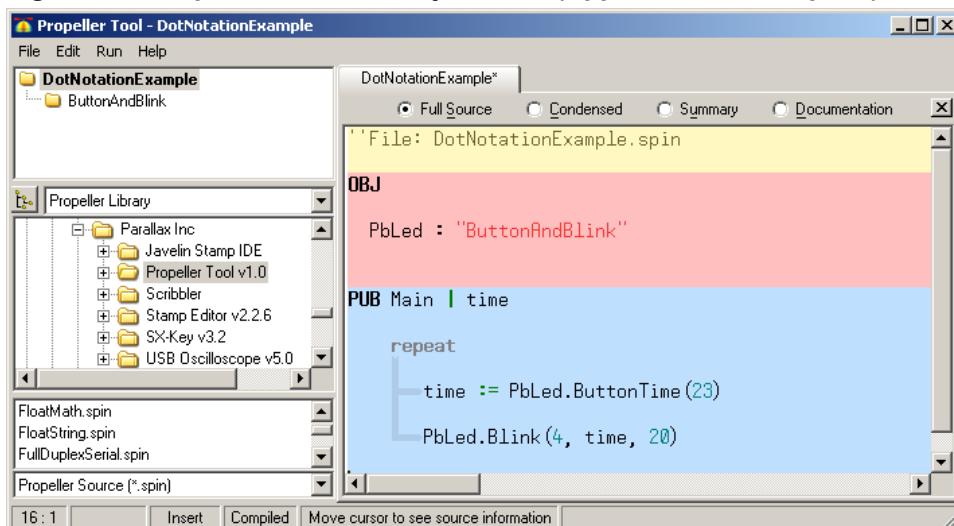 Propeller Tool - DotNotationExample
File Edit Run Help
DotNotationExample
ButtonAndBlink
Propeller Library
Parallax Inc
Javelin Stamp IDE
Propeller Tool v1.0
Scribbler
Stamp Editor v2.2.6
SX-Key v3.2
USB Oscilloscope v5.0
FloatMath.spin
FloatString.spin
FullDuplexSerial.spin
Propeller Source (*.spin)
DotNotationExample*
Full Source Condensed Summary Documentation
''File: DotNotationExample.spin
OBJ
PbLed : "ButtonAndBlink"
PUB Main | time
repeat
time := PbLed.ButtonTime(23)
PbLed.Blink(4, time, 20)
16 : 1 Insert Compiled Move cursor to see source information